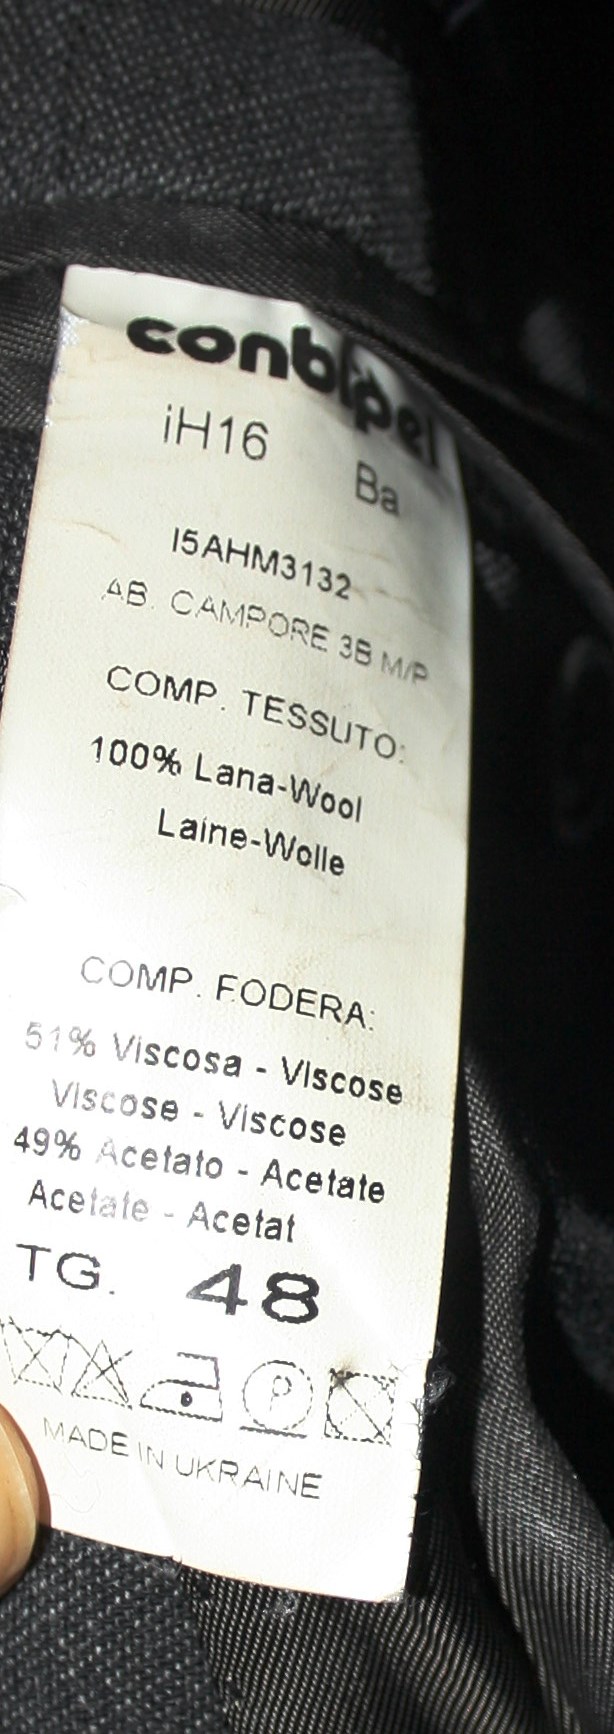 conbipel
iH16 Ba
I5AHM3132
AB. CAMPORE 3B M/P
COMP. TESSUTO:
100% Lana-Wool
Laine-Wolle
COMP. FODERA:
51% Viscosa - Viscose
Viscose - Viscose
49% Acetato - Acetate
Acetate - Acetat
TG. 48
P
MADE IN UKRAINE